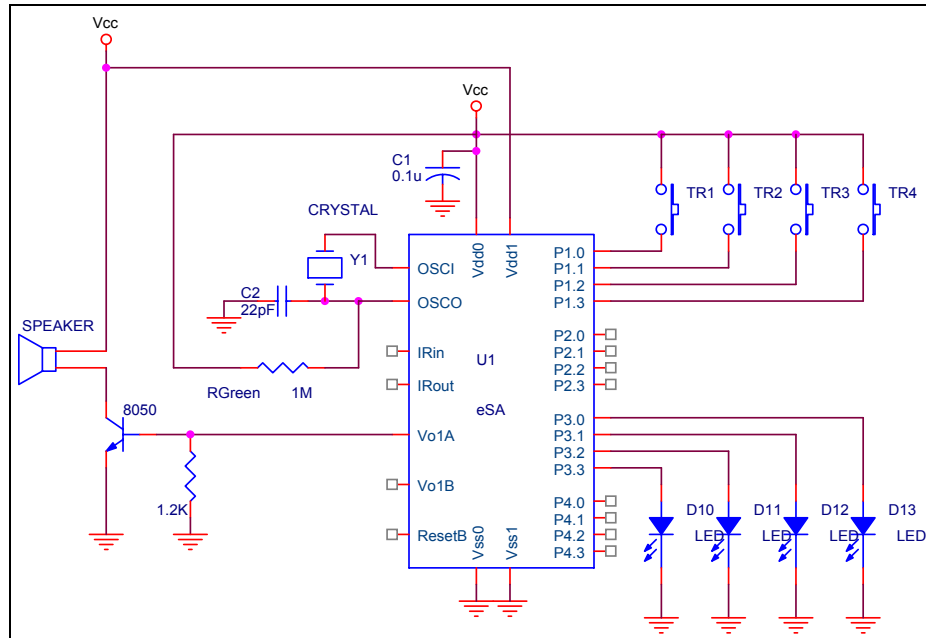 Vcc
Vcc
C1
0.1u
TR1
TR2
TR3
TR4
CRYSTAL
Y1
Vdd0
Vdd1
OSCI
OSCO
C2
22pF
P1.0
P1.1
P1.2
P1.3
SPEAKER
IRin
IRout
U1
eSA
P2.0
P2.1
P2.2
P2.3
RGreen
1M
8050
Vo1A
P3.0
P3.1
P3.2
P3.3
1.2K
Vo1B
ResetB
Vss0
Vss1
P4.0
P4.1
P4.2
P4.3
D10
LED
D11
LED
D12
LED
D13
LED